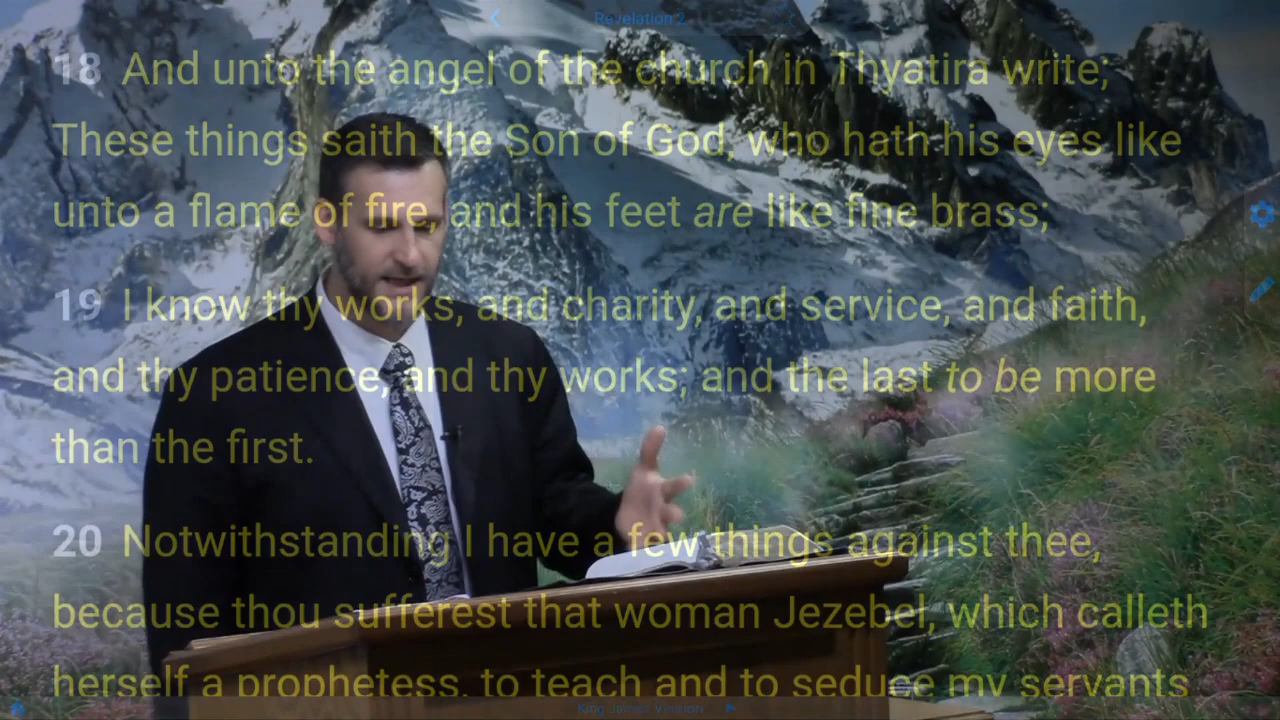 Revelation 2
18 And unto the angel of the church in Thyatira write;
These things saith the Son of God, who hath his eyes like
unto a flame of fire, and his feet are like fine brass;
19 I know thy works, and charity, and service, and faith,
and thy patience, and thy works; and the last to be more
than the first.
20 Notwithstanding I have a few things against thee,
because thou sufferest that woman Jezebel, which calleth
herself a prophetess, to teach and to seduce my servants
King James Version